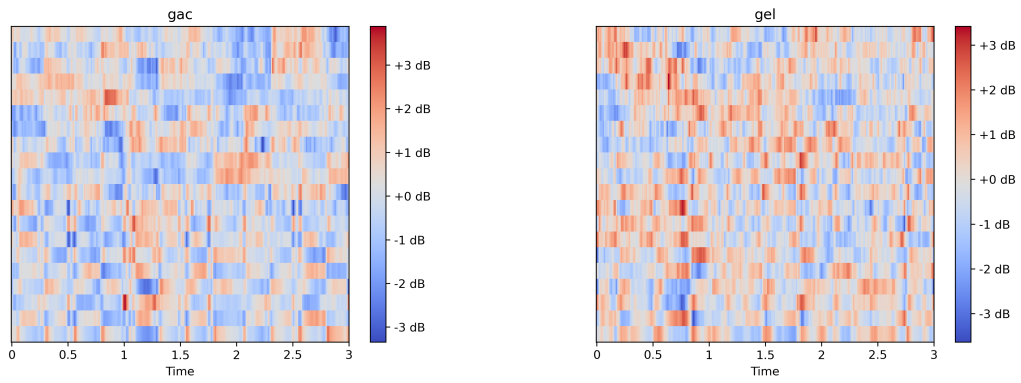 gac
+3 dB
+2 dB
+1 dB
+0 dB
-1 dB
-2 dB
-3 dB
0 0.5 1 1.5 2 2.5 3
Time
gel
+3 dB
+2 dB
+1 dB
+0 dB
-1 dB
-2 dB
-3 dB
0 0.5 1 1.5 2 2.5 3
Time